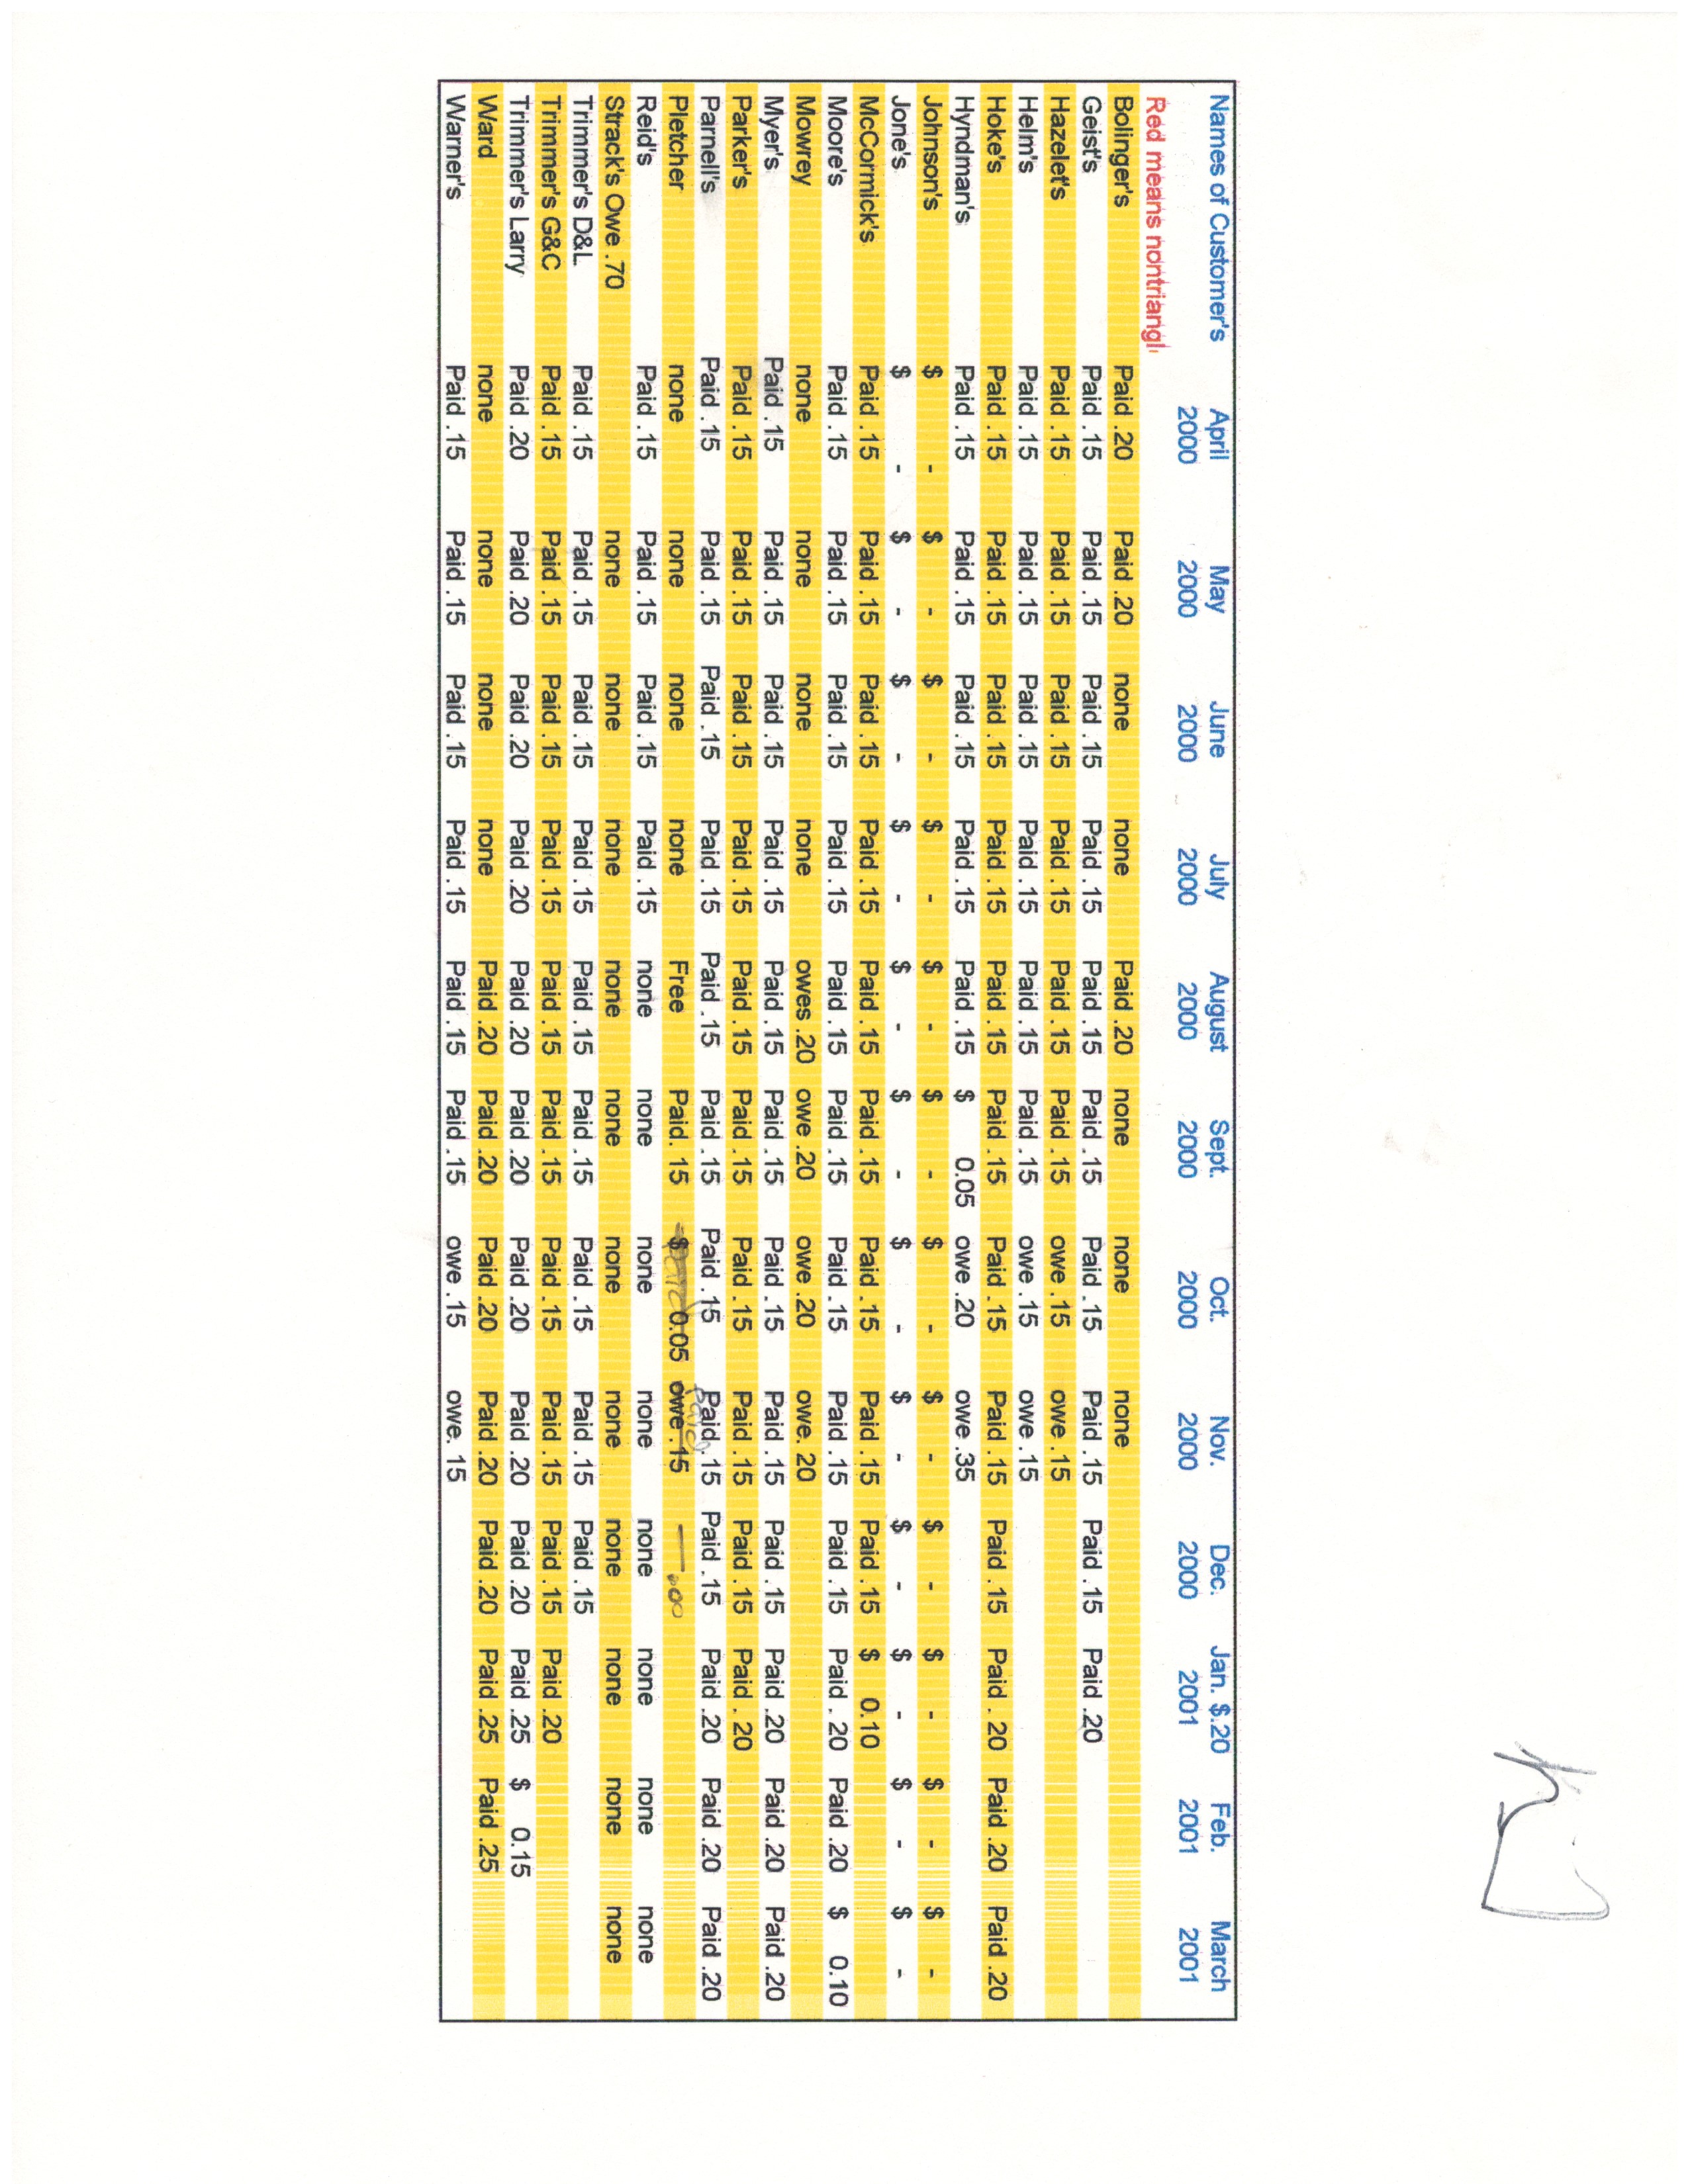 Names of Customer's April May June July August Sept. Oct. Nov. Dec. Jan. $.20 Feb. March
2000 2000 2000 2000 2000 2000 2000 2000 2000 2001 2001 2001
Red means nontriangl
Bolinger's Paid .20 Paid .20 none none Paid .20 none none none
Geist's Paid .15 Paid .15 Paid .15 Paid .15 Paid .15 Paid .15 Paid .15 Paid .15 Paid .15 Paid .20
Hazelet's Paid .15 Paid .15 Paid .15 Paid .15 Paid .15 Paid .15 owe .15 owe .15
Helm's Paid .15 Paid .15 Paid .15 Paid .15 Paid .15 Paid .15 owe .15 owe .15
Hoke's Paid .15 Paid .15 Paid .15 Paid .15 Paid .15 Paid .15 Paid .15 Paid .15 Paid .15 Paid . 20 Paid .20 Paid .20
Hyndman's Paid .15 Paid .15 Paid .15 Paid .15 Paid .15 $ 0.05 owe .20 owe .35
Johnson's $ - $ - $ - $ - $ - $ - $ - $ - $ - $ - $ - $ -
Jone's $ - $ - $ - $ - $ - $ - $ - $ - $ - $ - $ - $ -
McCormick's Paid .15 Paid .15 Paid .15 Paid .15 Paid .15 Paid .15 Paid .15 Paid .15 Paid .15 $ 0.10
Moore's Paid .15 Paid .15 Paid .15 Paid .15 Paid .15 Paid .15 Paid .15 Paid .15 Paid .15 Paid . 20 Paid .20 $ 0.10
Mowrey none none none none owes .20 owe .20 owe .20 owe. 20
Myer's Paid .15 Paid .15 Paid .15 Paid .15 Paid .15 Paid .15 Paid .15 Paid .15 Paid .15 Paid .20 Paid .20 Paid .20
Parker's Paid .15 Paid .15 Paid .15 Paid .15 Paid .15 Paid .15 Paid .15 Paid .15 Paid .15 Paid . 20
Parnell's Paid .15 Paid .15 Paid .15 Paid .15 Paid .15 Paid .15 Paid .15 Paid .15 Paid .15 Paid .20 Paid .20 Paid .20
Paid
Pletcher none none none none Free Paid. 15 $ Paid 0.05 owe .15 — .00
Reid's Paid .15 Paid .15 Paid .15 Paid .15 none none none none none none none none
Strack's Owe .70 none none none none none none none none none none none
Trimmer's D&L Paid .15 Paid .15 Paid .15 Paid .15 Paid .15 Paid .15 Paid .15 Paid .15 Paid .15
Trimmer's G&C Paid .15 Paid .15 Paid .15 Paid .15 Paid .15 Paid .15 Paid .15 Paid .15 Paid .15 Paid .20
Trimmer's Larry Paid .20 Paid .20 Paid .20 Paid .20 Paid .20 Paid .20 Paid .20 Paid .20 Paid .20 Paid .25 $ 0.15
Ward none none none none Paid .20 Paid .20 Paid .20 Paid .20 Paid .20 Paid .25 Paid .25
Warner's Paid .15 Paid .15 Paid .15 Paid .15 Paid .15 Paid .15 owe .15 owe. 15